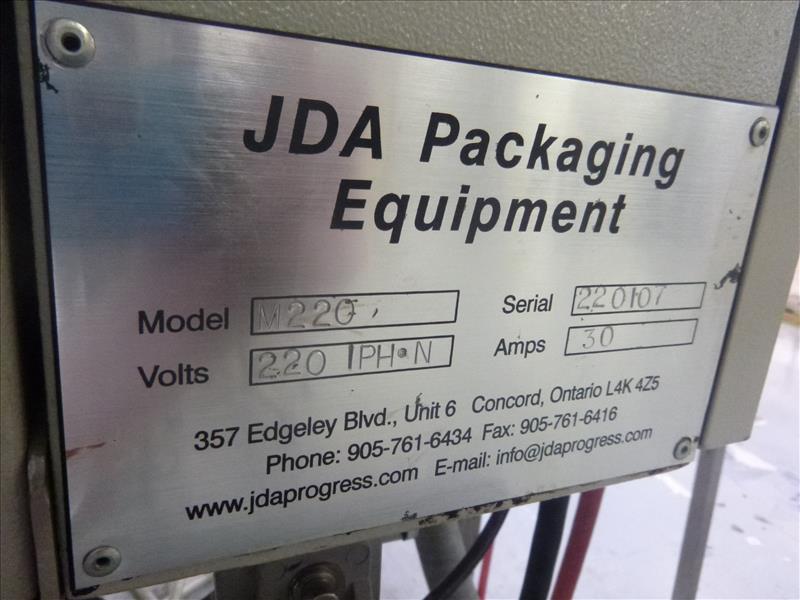 JDA Packaging
Equipment
Model M220 Serial 220107
Volts 220 1PH•N Amps 30
357 Edgeley Blvd., Unit 6 Concord, Ontario L4K 4Z5
Phone: 905-761-6434 Fax: 905-761-6416
www.jdaprogress.com E-mail: info@jdaprogress.com